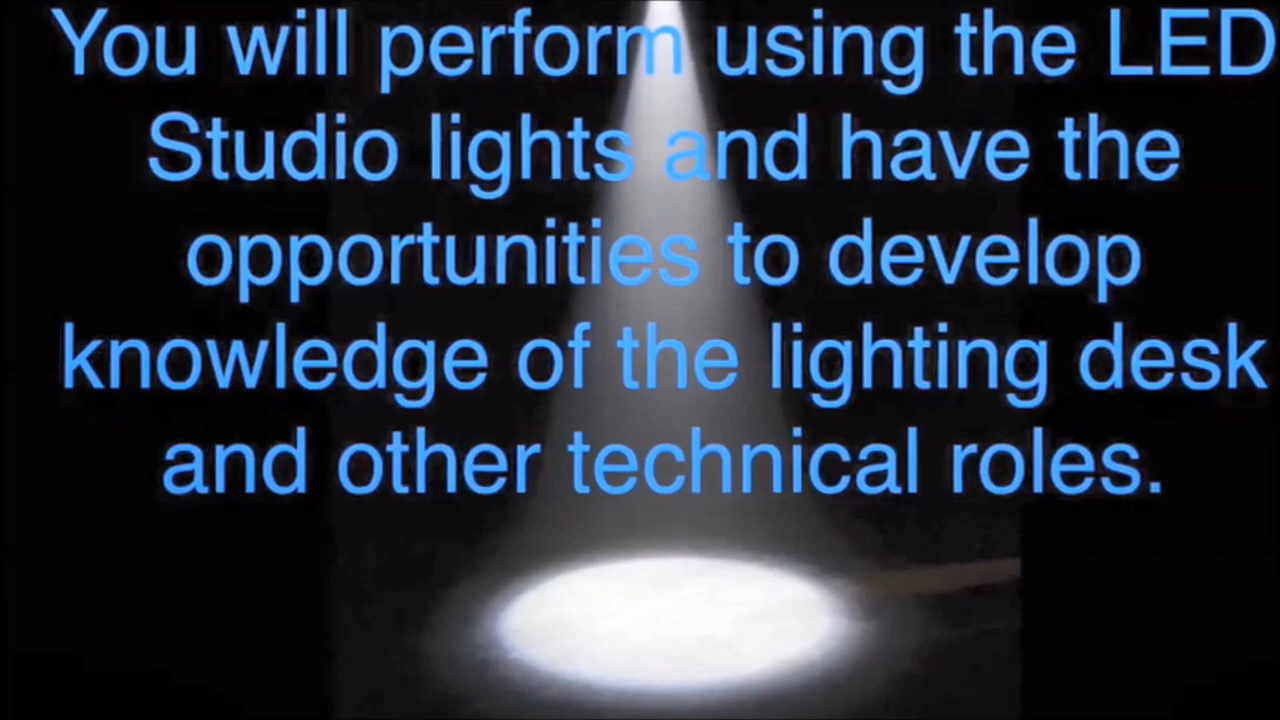 You will perform using the LED
Studio lights and have the
opportunities to develop
knowledge of the lighting desk
and other technical roles.